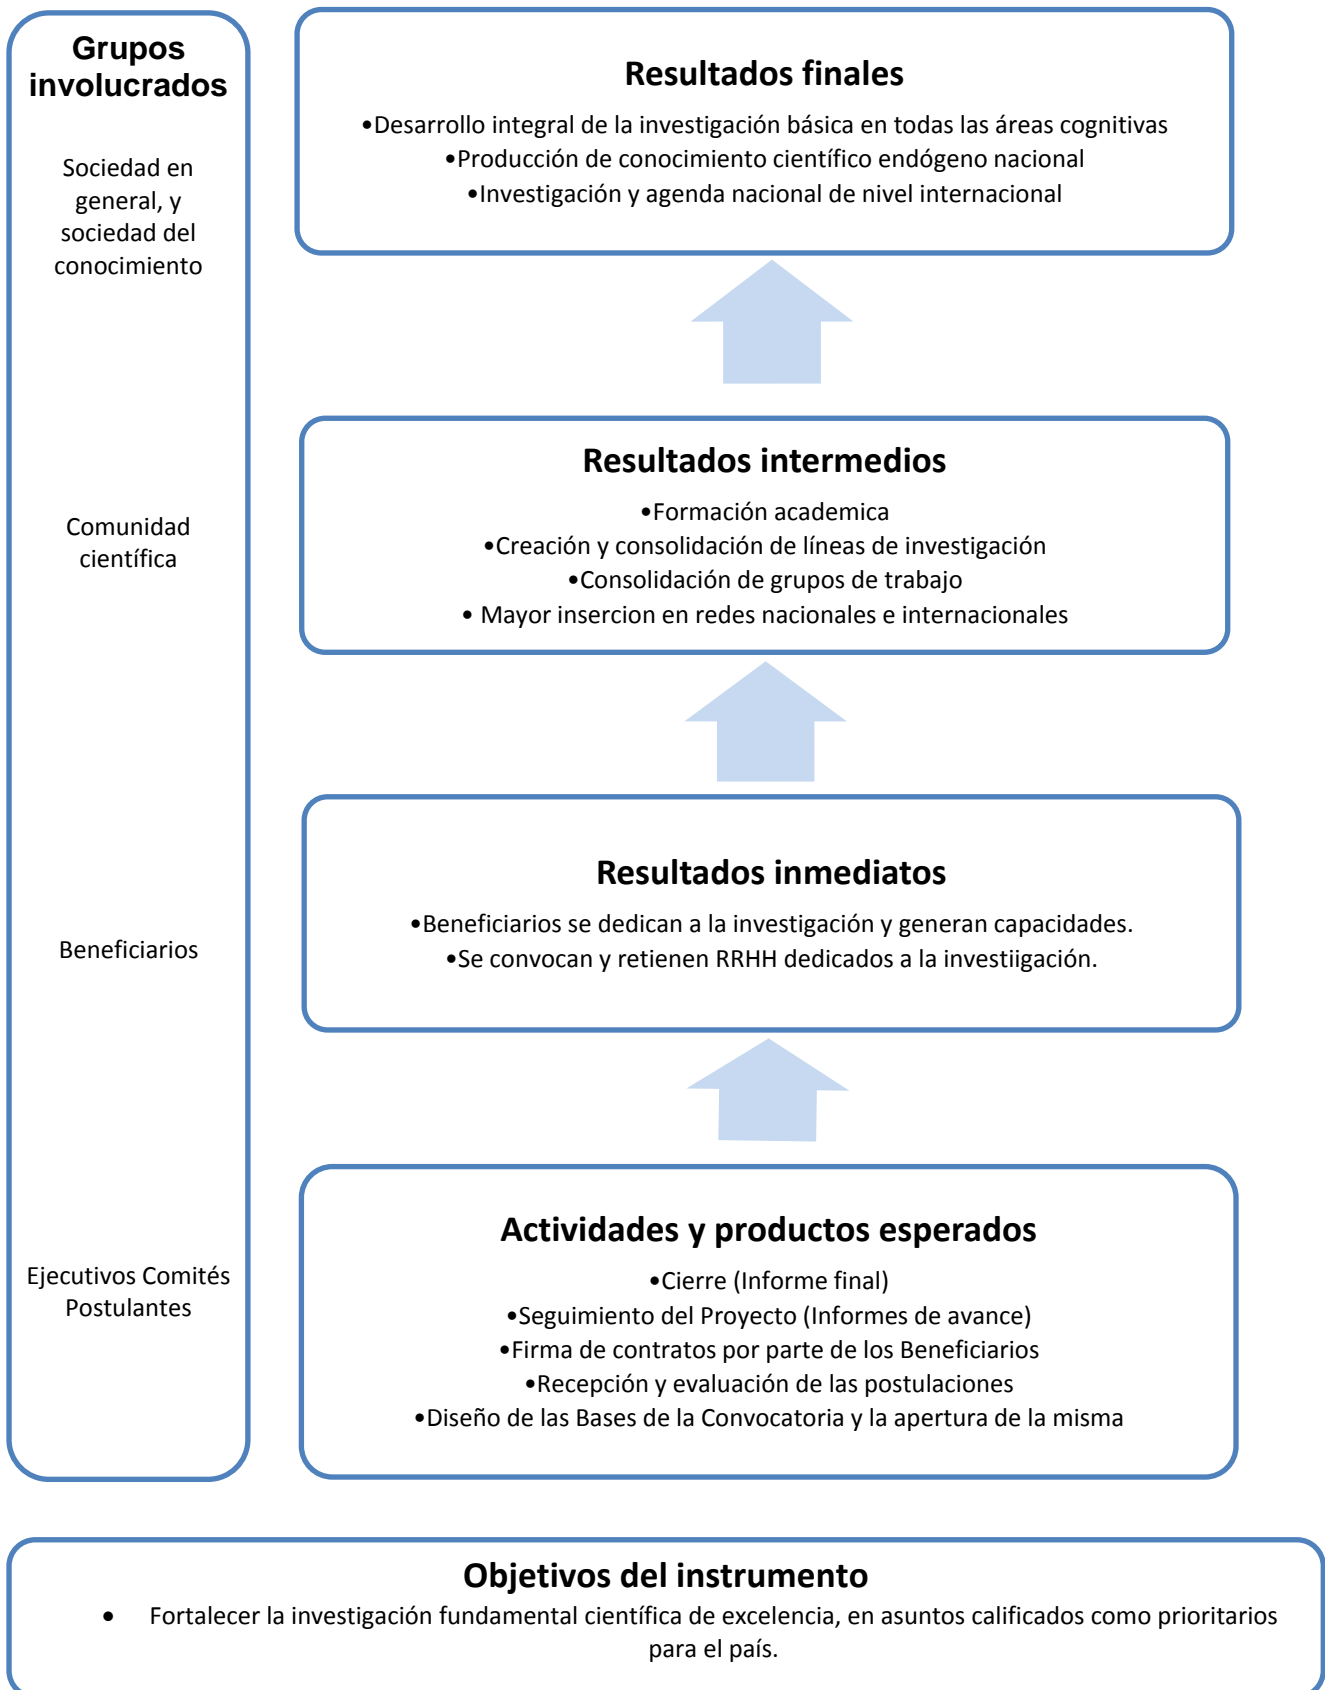 Grupos
involucrados
Sociedad en
general, y
sociedad del
conocimiento
Comunidad
científica
Beneficiarios
Ejecutivos Comités
Postulantes
Resultados finales
•Desarrollo integral de la investigación básica en todas las áreas cognitivas
•Producción de conocimiento científico endógeno nacional
•Investigación y agenda nacional de nivel internacional
Resultados intermedios
•Formación academica
•Creación y consolidación de líneas de investigación
•Consolidación de grupos de trabajo
• Mayor insercion en redes nacionales e internacionales
Resultados inmediatos
•Beneficiarios se dedican a la investigación y generan capacidades.
•Se convocan y retienen RRHH dedicados a la investiigación.
Actividades y productos esperados
•Cierre (Informe final)
•Seguimiento del Proyecto (Informes de avance)
•Firma de contratos por parte de los Beneficiarios
•Recepción y evaluación de las postulaciones
•Diseño de las Bases de la Convocatoria y la apertura de la misma
Objetivos del instrumento
• Fortalecer la investigación fundamental científica de excelencia, en asuntos calificados como prioritarios
para el país.